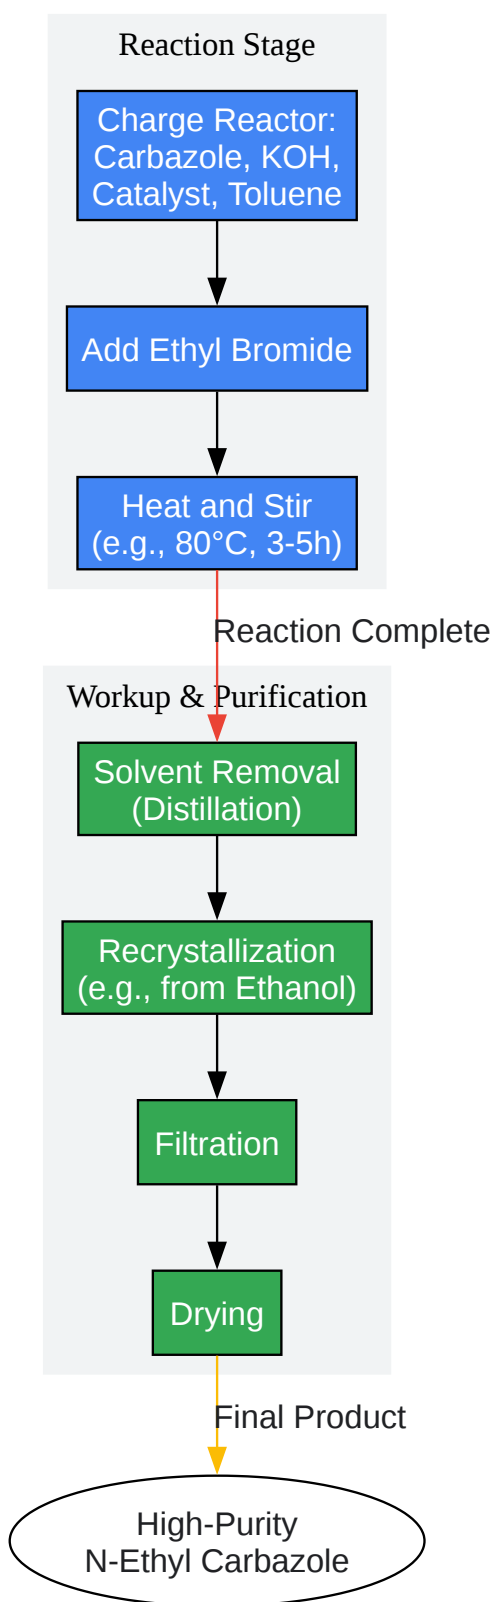 Reaction Stage
Charge Reactor:
Carbazole, KOH,
Catalyst, Toluene
Add Ethyl Bromide
Heat and Stir
(e.g., 80°C, 3-5h)
Reaction Complete
Workup & Purification
Solvent Removal
(Distillation)
Recrystallization
(e.g., from Ethanol)
Filtration
Drying
Final Product
High-Purity
N-Ethyl Carbazole